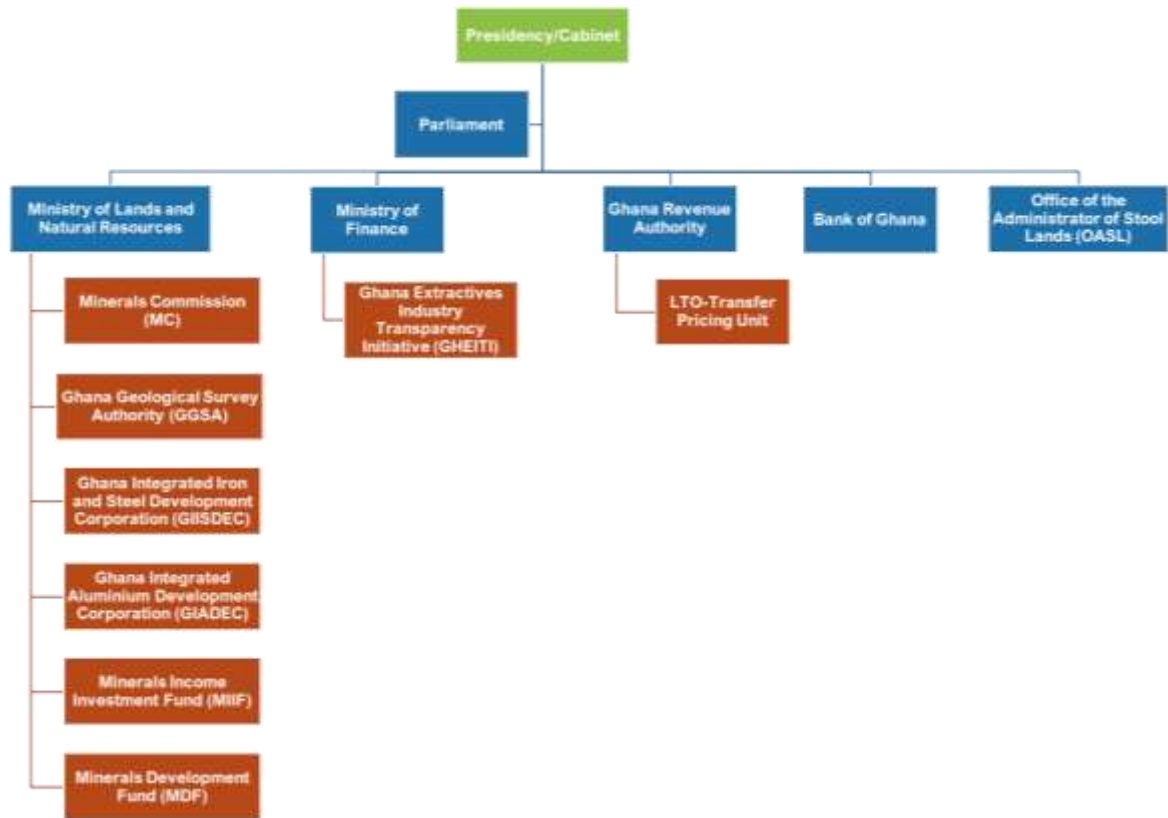 Presidency/Cabinet
Parliament
Ministry of Lands and
Natural Resources
Ministry of
Finance
Ghana Revenue
Authority
Bank of Ghana
Office of the
Administrator of Stool
Lands (OASL)
Minerals Commission
(MC)
Ghana Extractives
Industry
Transparency
Initiative (GHEITI)
LTO-Transfer
Pricing Unit
Ghana Geological Survey
Authority (GGSA)
Ghana Integrated Iron
and Steel Development
Corporation (GIISDEC)
Ghana Integrated
Aluminium Development
Corporation (GIADEC)
Minerals Income
Investment Fund (MIIF)
Minerals Development
Fund (MDF)